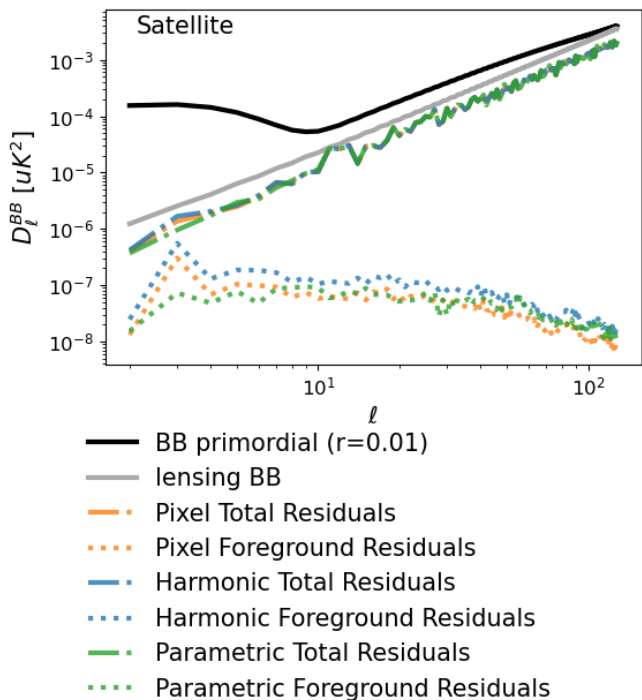 Satellite
10⁻³
10⁻⁴
10⁻⁵
10⁻⁶
10⁻⁷
10⁻⁸
D_ℓ^{BB} [uK²]
10¹
10²
ℓ
BB primordial (r=0.01)
lensing BB
Pixel Total Residuals
Pixel Foreground Residuals
Harmonic Total Residuals
Harmonic Foreground Residuals
Parametric Total Residuals
Parametric Foreground Residuals